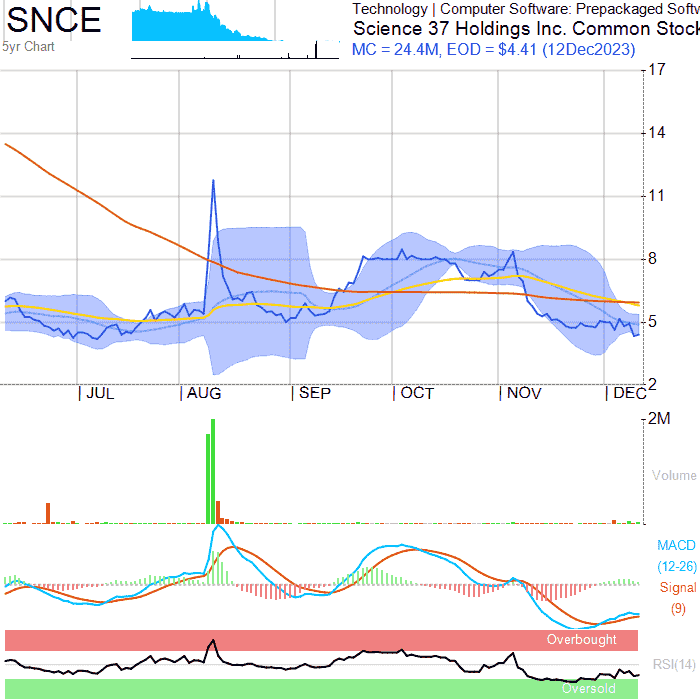 SNCE
5yr Chart
Technology | Computer Software: Prepackaged Softw
Science 37 Holdings Inc. Common Stock
MC = 24.4M, EOD = $4.41 (12Dec2023)
17
14
11
8
5
2
JUL
AUG
SEP
OCT
NOV
DEC
2M
Volume
MACD
(12-26)
Signal
(9)
Overbought
RSI(14)
Oversold